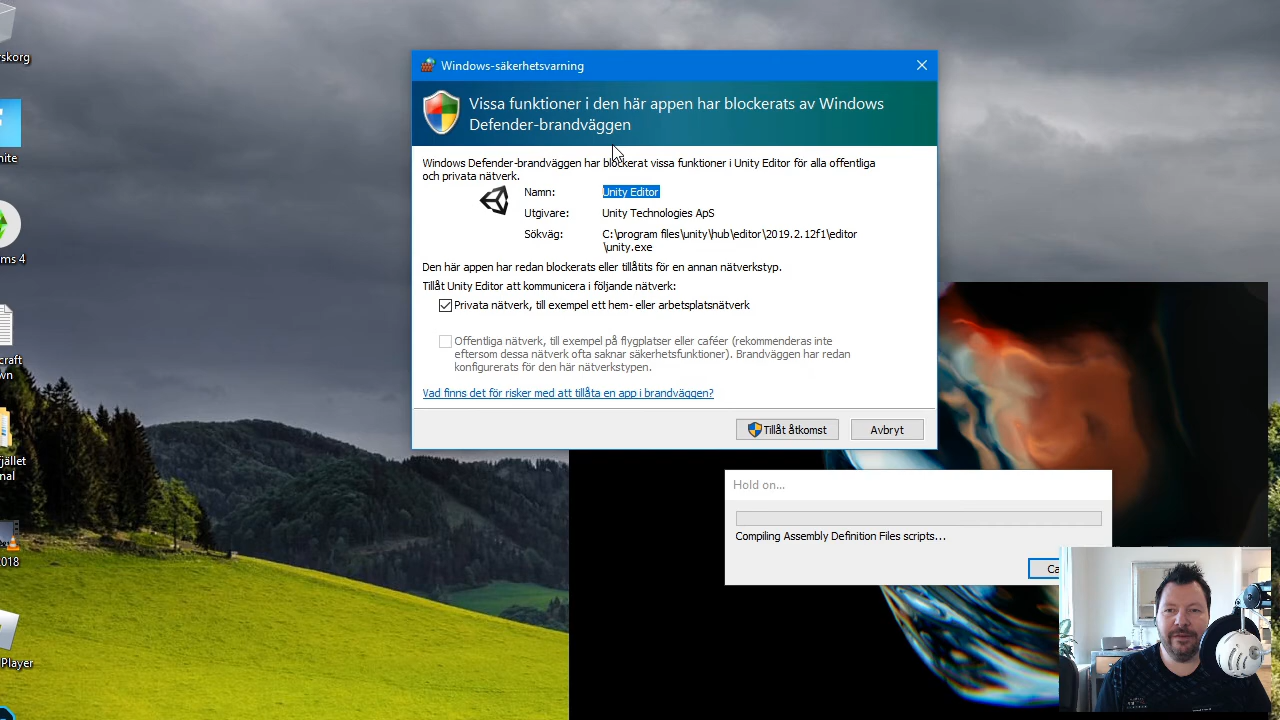 rskorg
nite
ms 4
craft
wn
jället
nal
2018
Player
Windows-säkerhetsvarning
Vissa funktioner i den här appen har blockerats av Windows
Defender-brandväggen
Windows Defender-brandväggen har blockerat vissa funktioner i Unity Editor för alla offentliga
och privata nätverk.
Namn: Unity Editor
Utgivare: Unity Technologies ApS
Sökväg: C:\program files\unity\hub\editor\2019.2.12f1\editor
\unity.exe
Den här appen har redan blockerats eller tillåtits för en annan nätverkstyp.
Tillåt Unity Editor att kommunicera i följande nätverk:
Privata nätverk, till exempel ett hem- eller arbetsplatsnätverk
Offentliga nätverk, till exempel på flygplatser eller caféer (rekommenderas inte
eftersom dessa nätverk ofta saknar säkerhetsfunktioner). Brandväggen har redan
konfigurerats för den här nätverkstypen.
Vad finns det för risker med att tillåta en app i brandväggen?
Tillåt åtkomst Avbryt
Hold on...
Compiling Assembly Definition Files scripts...
Ca